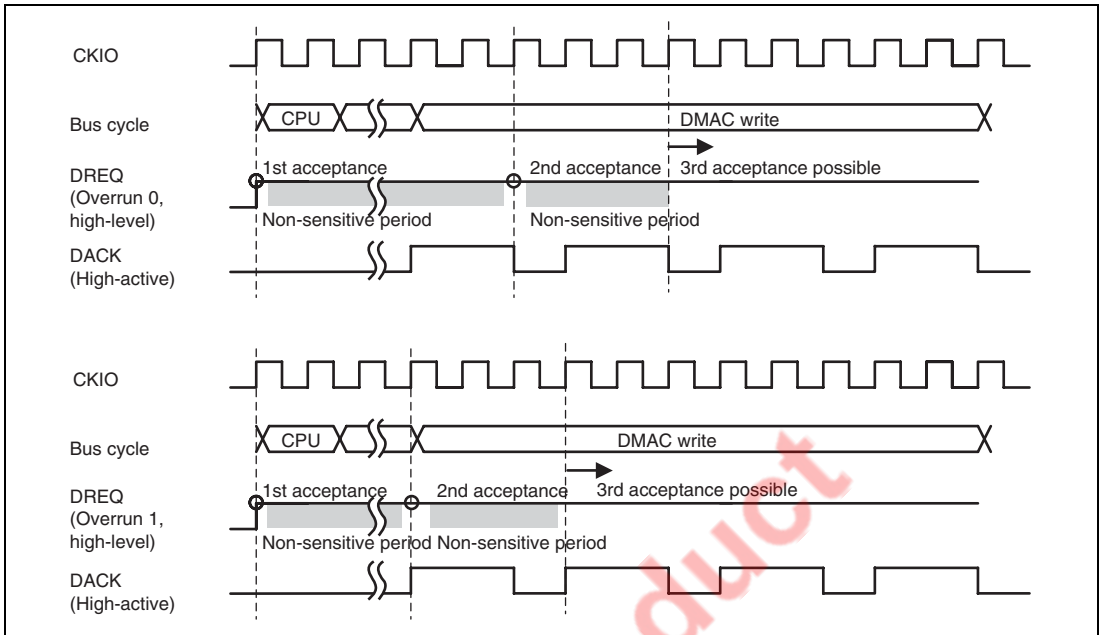 CKIO
Bus cycle
CPU
DMAC write
DREQ
(Overrun 0,
high-level)
1st acceptance
2nd acceptance
3rd acceptance possible
Non-sensitive period
Non-sensitive period
DACK
(High-active)
CKIO
Bus cycle
CPU
DMAC write
DREQ
(Overrun 1,
high-level)
1st acceptance
2nd acceptance
3rd acceptance possible
Non-sensitive period
Non-sensitive period
DACK
(High-active)
duct